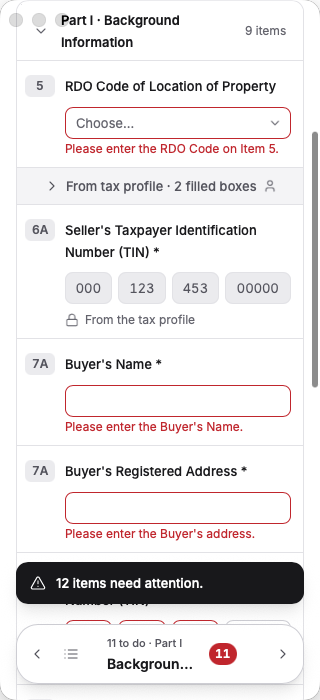 Part I · Background
Information
9 items
5
RDO Code of Location of Property
Choose...
Please enter the RDO Code on Item 5.
From tax profile · 2 filled boxes
6A
Seller's Taxpayer Identification
Number (TIN) *
000
123
453
00000
From the tax profile
7A
Buyer's Name *
Please enter the Buyer's Name.
7A
Buyer's Registered Address *
Please enter the Buyer's address.
12 items need attention.
Number (TIN)
11 to do · Part I
Backgroun...
11